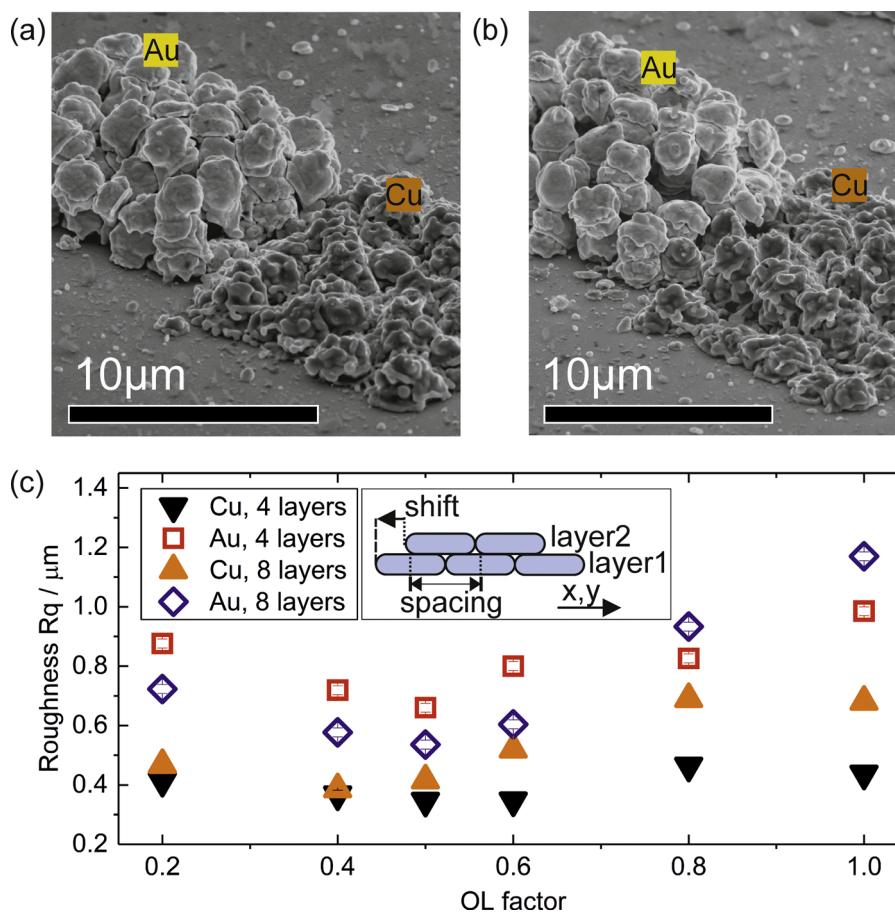 (a)
Au
Cu
10µm
(b)
Au
Cu
10µm
(c)
Roughness Rq / µm
1.4
1.2
1.0
0.8
0.6
0.4
0.2
Cu, 4 layers
Au, 4 layers
Cu, 8 layers
Au, 8 layers
shift
layer2
layer1
spacing
x,y
0.2 0.4 0.6 0.8 1.0
OL factor